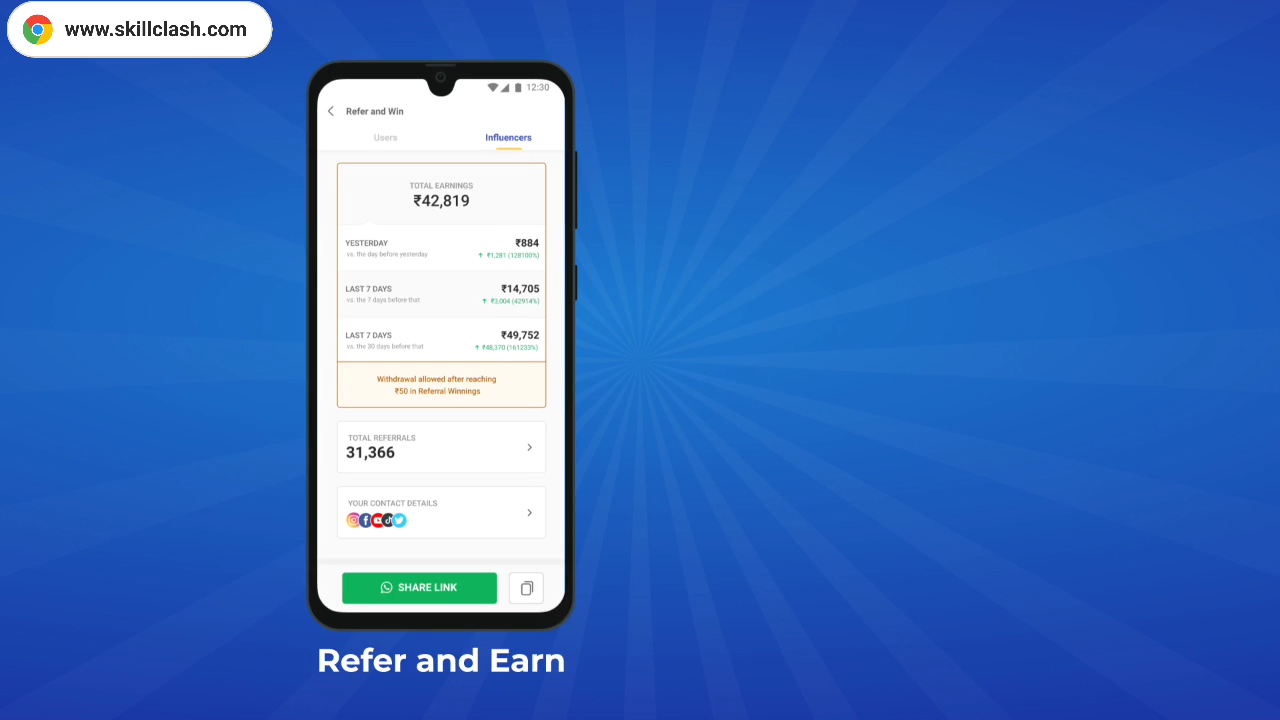 www.skillclash.com
12:30
Refer and Win
Users
Influencers
TOTAL EARNINGS
₹42,819
YESTERDAY
₹884
vs. the day before yesterday
↑ ₹1,281 (128100%)
LAST 7 DAYS
₹14,705
vs. the 7 days before that
↑ ₹3,004 (42914%)
LAST 7 DAYS
₹49,752
vs. the 30 days before that
↑ ₹48,370 (161233%)
Withdrawal allowed after reaching
₹50 in Referral Winnings
TOTAL REFERRALS
31,366
YOUR CONTACT DETAILS
SHARE LINK
Refer and Earn